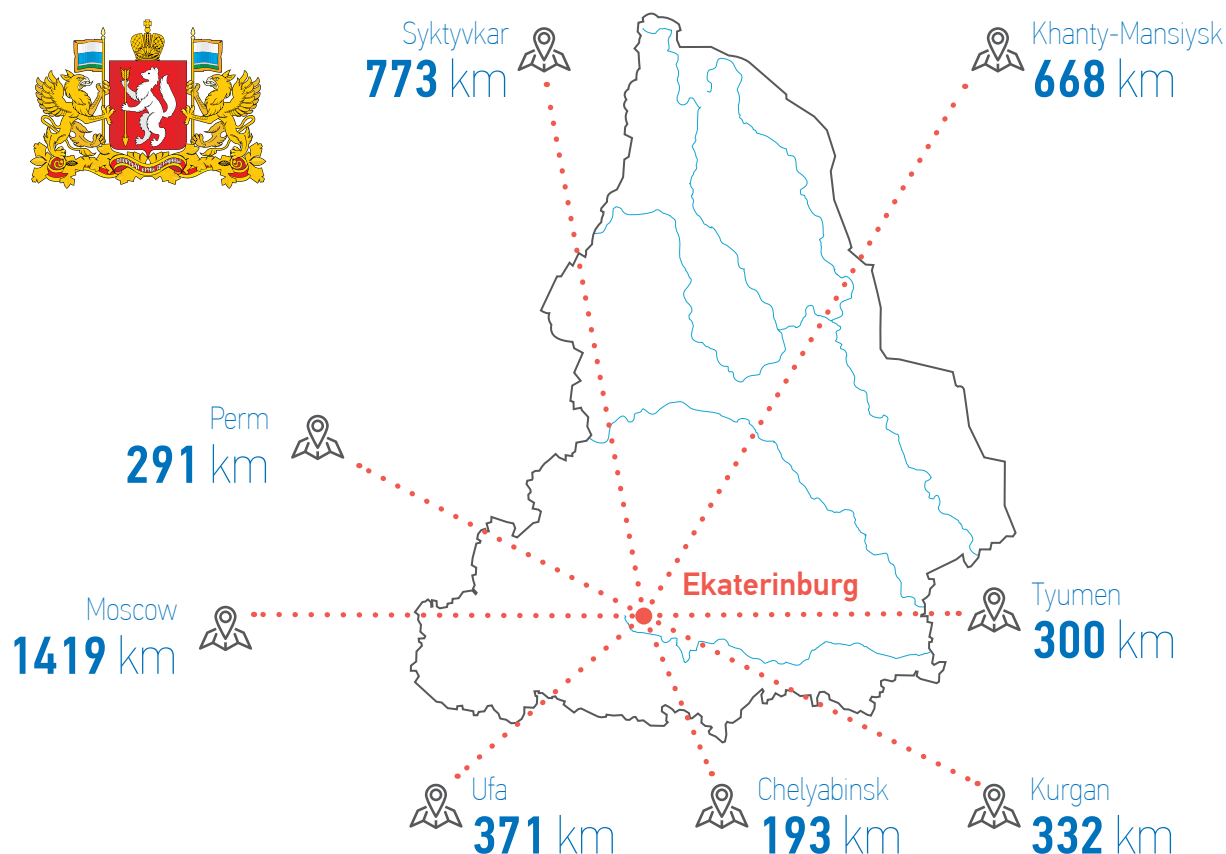 Syktyvkar
773 km
Khanty-Mansiysk
668 km
Perm
291 km
Ekaterinburg
Moscow
1419 km
Tyumen
300 km
Ufa
371 km
Chelyabinsk
193 km
Kurgan
332 km